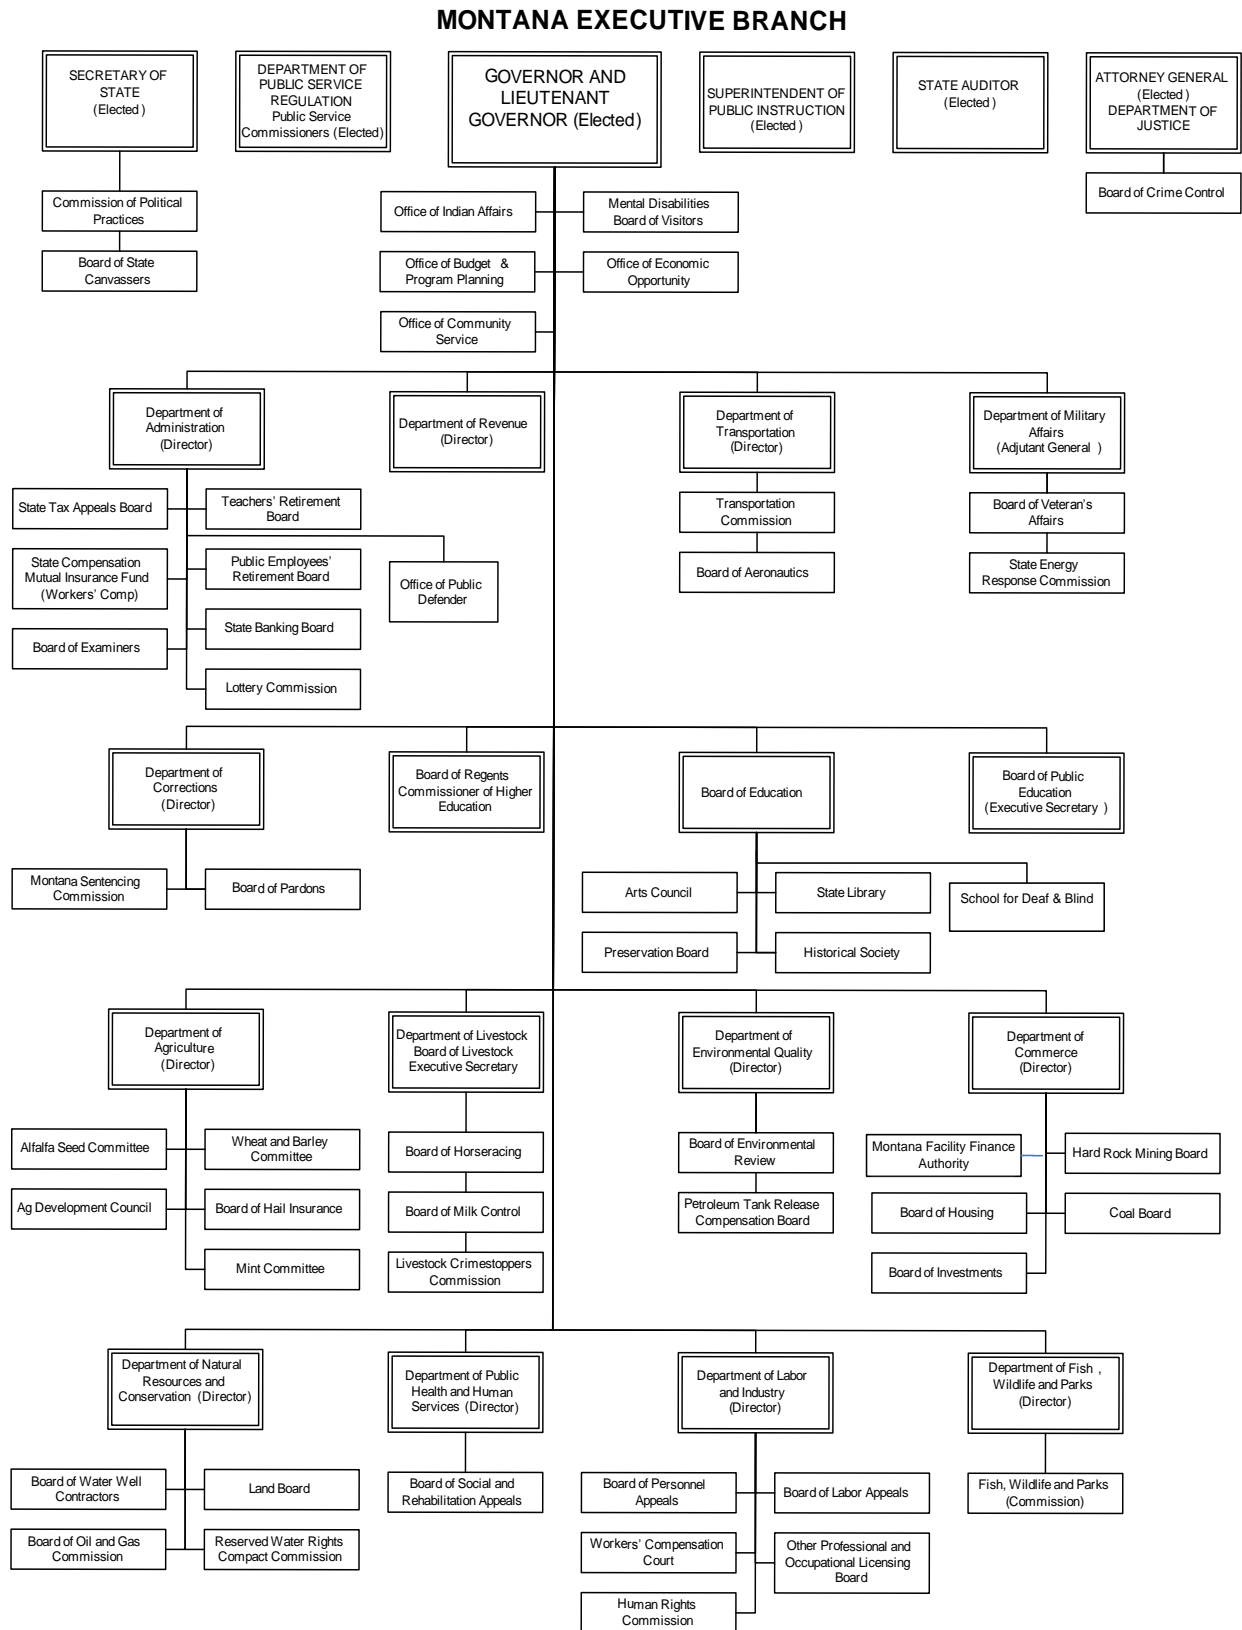 MONTANA EXECUTIVE BRANCH
SECRETARY OF
STATE
(Elected )
DEPARTMENT OF
PUBLIC SERVICE
REGULATION
Public Service
Commissioners (Elected)
GOVERNOR AND
LIEUTENANT
GOVERNOR (Elected)
SUPERINTENDENT OF
PUBLIC INSTRUCTION
(Elected )
STATE AUDITOR
(Elected )
ATTORNEY GENERAL
(Elected )
DEPARTMENT OF
JUSTICE
Commission of Political
Practices
Board of State
Canvassers
Office of Indian Affairs
Mental Disabilities
Board of Visitors
Board of Crime Control
Office of Budget &
Program Planning
Office of Economic
Opportunity
Office of Community
Service
Department of
Administration
(Director)
Department of Revenue
(Director)
Department of
Transportation
(Director)
Department of Military
Affairs
(Adjutant General )
State Tax Appeals Board
Teachers' Retirement
Board
Transportation
Commission
Board of Veteran's
Affairs
State Compensation
Mutual Insurance Fund
(Workers' Comp)
Public Employees'
Retirement Board
Office of Public
Defender
Board of Aeronautics
State Energy
Response Commission
Board of Examiners
State Banking Board
Lottery Commission
Department of
Corrections
(Director)
Board of Regents
Commissioner of Higher
Education
Board of Education
Board of Public
Education
(Executive Secretary )
Montana Sentencing
Commission
Board of Pardons
Arts Council
State Library
School for Deaf & Blind
Preservation Board
Historical Society
Department of
Agriculture
(Director)
Department of Livestock
Board of Livestock
Executive Secretary
Department of
Environmental Quality
(Director)
Department of
Commerce
(Director)
Alfalfa Seed Committee
Wheat and Barley
Committee
Board of Horseracing
Board of Environmental
Review
Montana Facility Finance
Authority
Hard Rock Mining Board
Ag Development Council
Board of Hail Insurance
Board of Milk Control
Petroleum Tank Release
Compensation Board
Board of Housing
Coal Board
Mint Committee
Livestock Crimestoppers
Commission
Board of Investments
Department of Natural
Resources and
Conservation (Director)
Department of Public
Health and Human
Services (Director)
Department of Labor
and Industry
(Director)
Department of Fish ,
Wildlife and Parks
(Director)
Board of Water Well
Contractors
Land Board
Board of Social and
Rehabilitation Appeals
Board of Personnel
Appeals
Board of Labor Appeals
Fish, Wildlife and Parks
(Commission)
Board of Oil and Gas
Commission
Reserved Water Rights
Compact Commission
Workers' Compensation
Court
Other Professional and
Occupational Licensing
Board
Human Rights
Commission